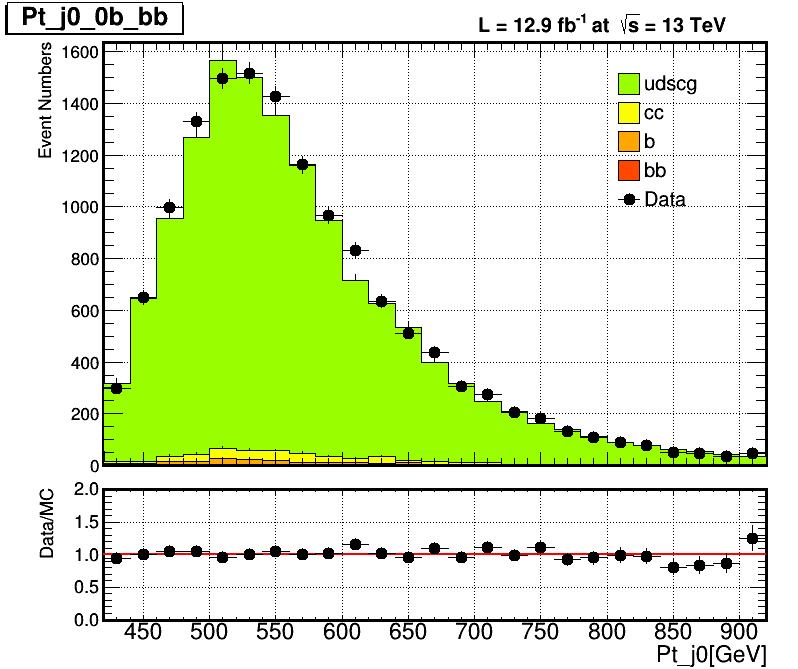 Pt_j0_0b_bb
L = 12.9 fb⁻¹ at √s = 13 TeV
Event Numbers
1600
1400
1200
1000
800
600
400
200
0
udscg
cc
b
bb
Data
Data/MC
2.0
1.5
1.0
0.5
0.0
450 500 550 600 650 700 750 800 850 900
Pt_j0[GeV]